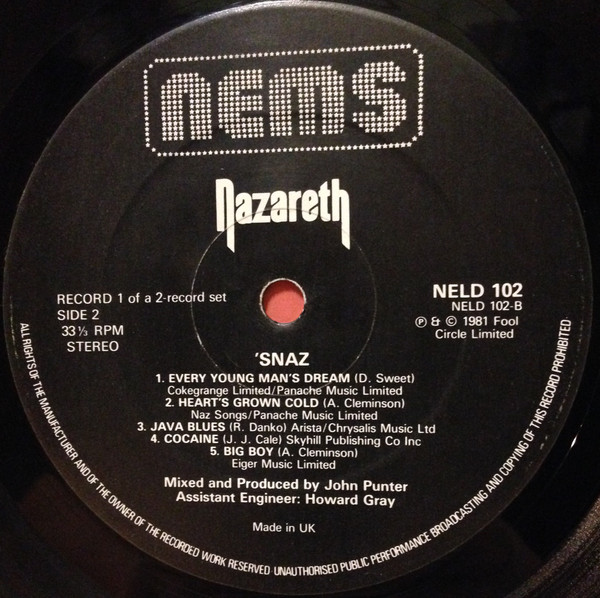 nems
nazareth
RECORD 1 of a 2-record set
SIDE 2
33⅓ RPM
STEREO
NELD 102
NELD 102-B
℗ & © 1981 Fool
Circle Limited
'SNAZ
1. EVERY YOUNG MAN'S DREAM (D. Sweet)
Cokegrange Limited/Panache Music Limited
2. HEART'S GROWN COLD (A. Cleminson)
Naz Songs/Panache Music Limited
3. JAVA BLUES (R. Danko) Arista/Chrysalis Music Ltd
4. COCAINE (J. J. Cale) Skyhill Publishing Co Inc
5. BIG BOY (A. Cleminson)
Eiger Music Limited
Mixed and Produced by John Punter
Assistant Engineer: Howard Gray
Made in UK
ALL RIGHTS OF THE MANUFACTURER AND OF THE OWNER OF THE RECORDED WORK RESERVED UNAUTHORISED PUBLIC PERFORMANCE BROADCASTING AND COPYING OF THIS RECORD PROHIBITED